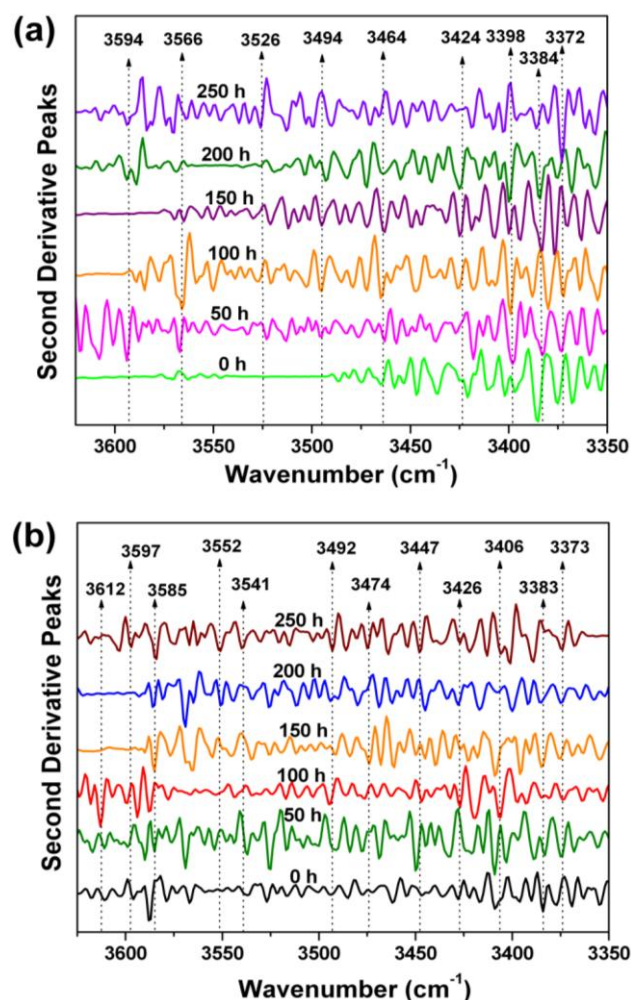 (a)
3594 3566 3526 3494 3464 3424 3398 3372
3384
250 h
200 h
150 h
100 h
50 h
0 h
Second Derivative Peaks
3600 3550 3500 3450 3400 3350
Wavenumber (cm⁻¹)
(b)
3597 3552 3492 3447 3406 3373
3612 3585 3541 3474 3426 3383
250 h
200 h
150 h
100 h
50 h
0 h
Second Derivative Peaks
3600 3550 3500 3450 3400 3350
Wavenumber (cm⁻¹)